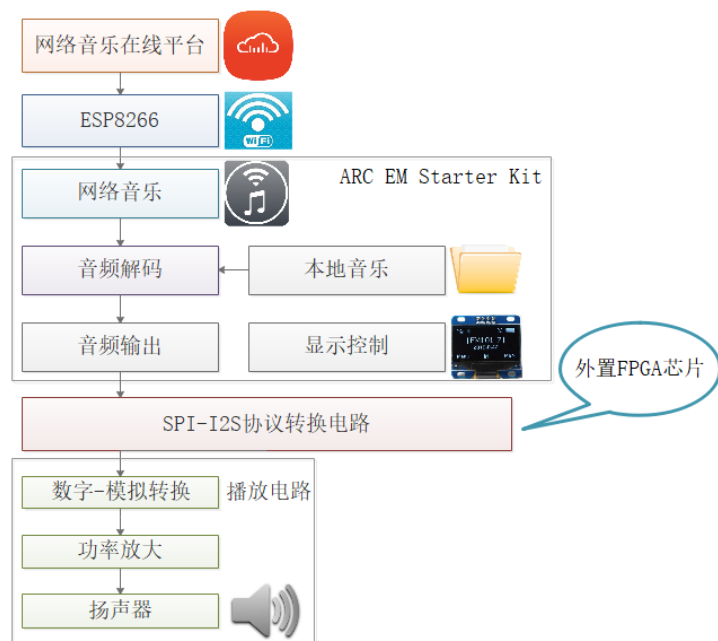 网络音乐在线平台
ESP8266
WiFi
网络音乐
ARC EM Starter Kit
音频解码
本地音乐
音频输出
显示控制
外置FPGA芯片
SPI-I2S协议转换电路
数字-模拟转换
播放电路
功率放大
扬声器